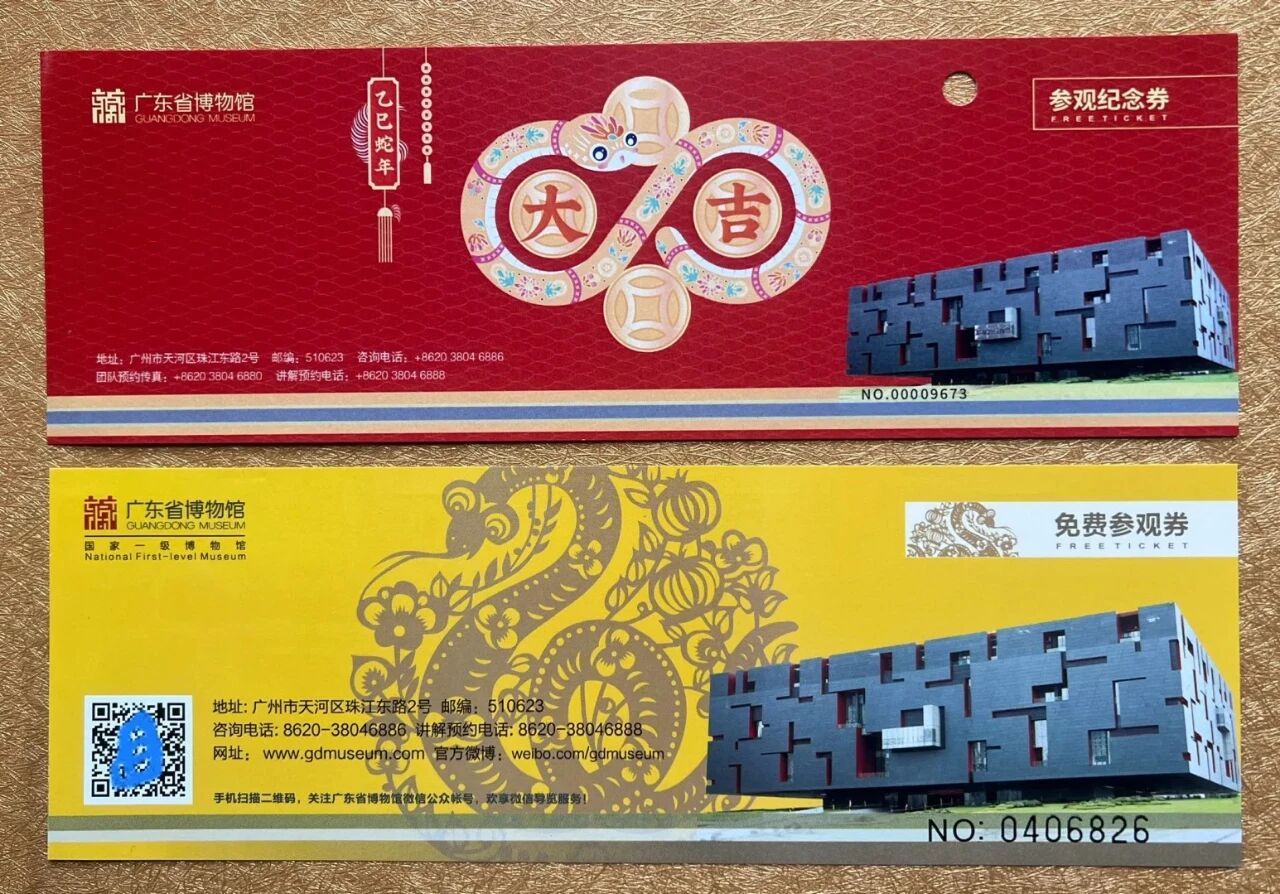 广东省博物馆
GUANGDONG MUSEUM
乙巳蛇年
大吉
参观纪念券
FREE TICKET
地址：广州市天河区珠江东路2号 邮编：510623 咨询电话：+8620 3804 6886
团队预约传真：+8620 3804 6880 讲解预约电话：+8620 3804 6888
NO.00009673
广东省博物馆
GUANGDONG MUSEUM
国家一级博物馆
National First-level Museum
免费参观券
FREE TICKET
地址: 广州市天河区珠江东路2号 邮编：510623
咨询电话: 8620-38046886 讲解预约电话: 8620-38046888
网址： www.gdmuseum.com 官方微博：weibo.com/gdmuseum
手机扫描二维码，关注广东省博物馆微信公众帐号，欢享微信导览服务！
NO: 0406826